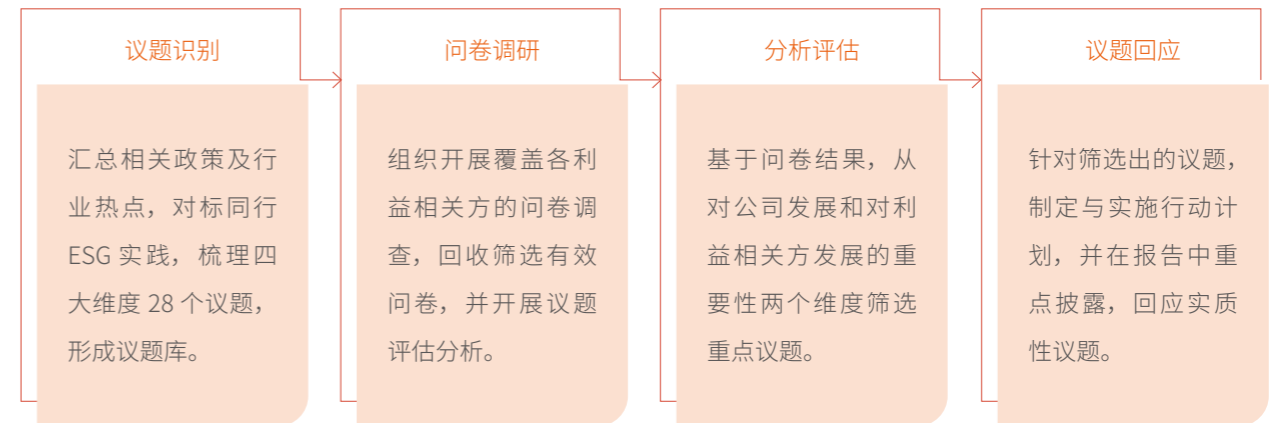 议题识别
汇总相关政策及行
业热点，对标同行
ESG 实践，梳理四
大维度 28 个议题，
形成议题库。
问卷调研
组织开展覆盖各利
益相关方的问卷调
查，回收筛选有效
问卷，并开展议题
评估分析。
分析评估
基于问卷结果，从
对公司发展和对利
益相关方发展的重
要性两个维度筛选
重点议题。
议题回应
针对筛选出的议题，
制定与实施行动计
划，并在报告中重
点披露，回应实质
性议题。